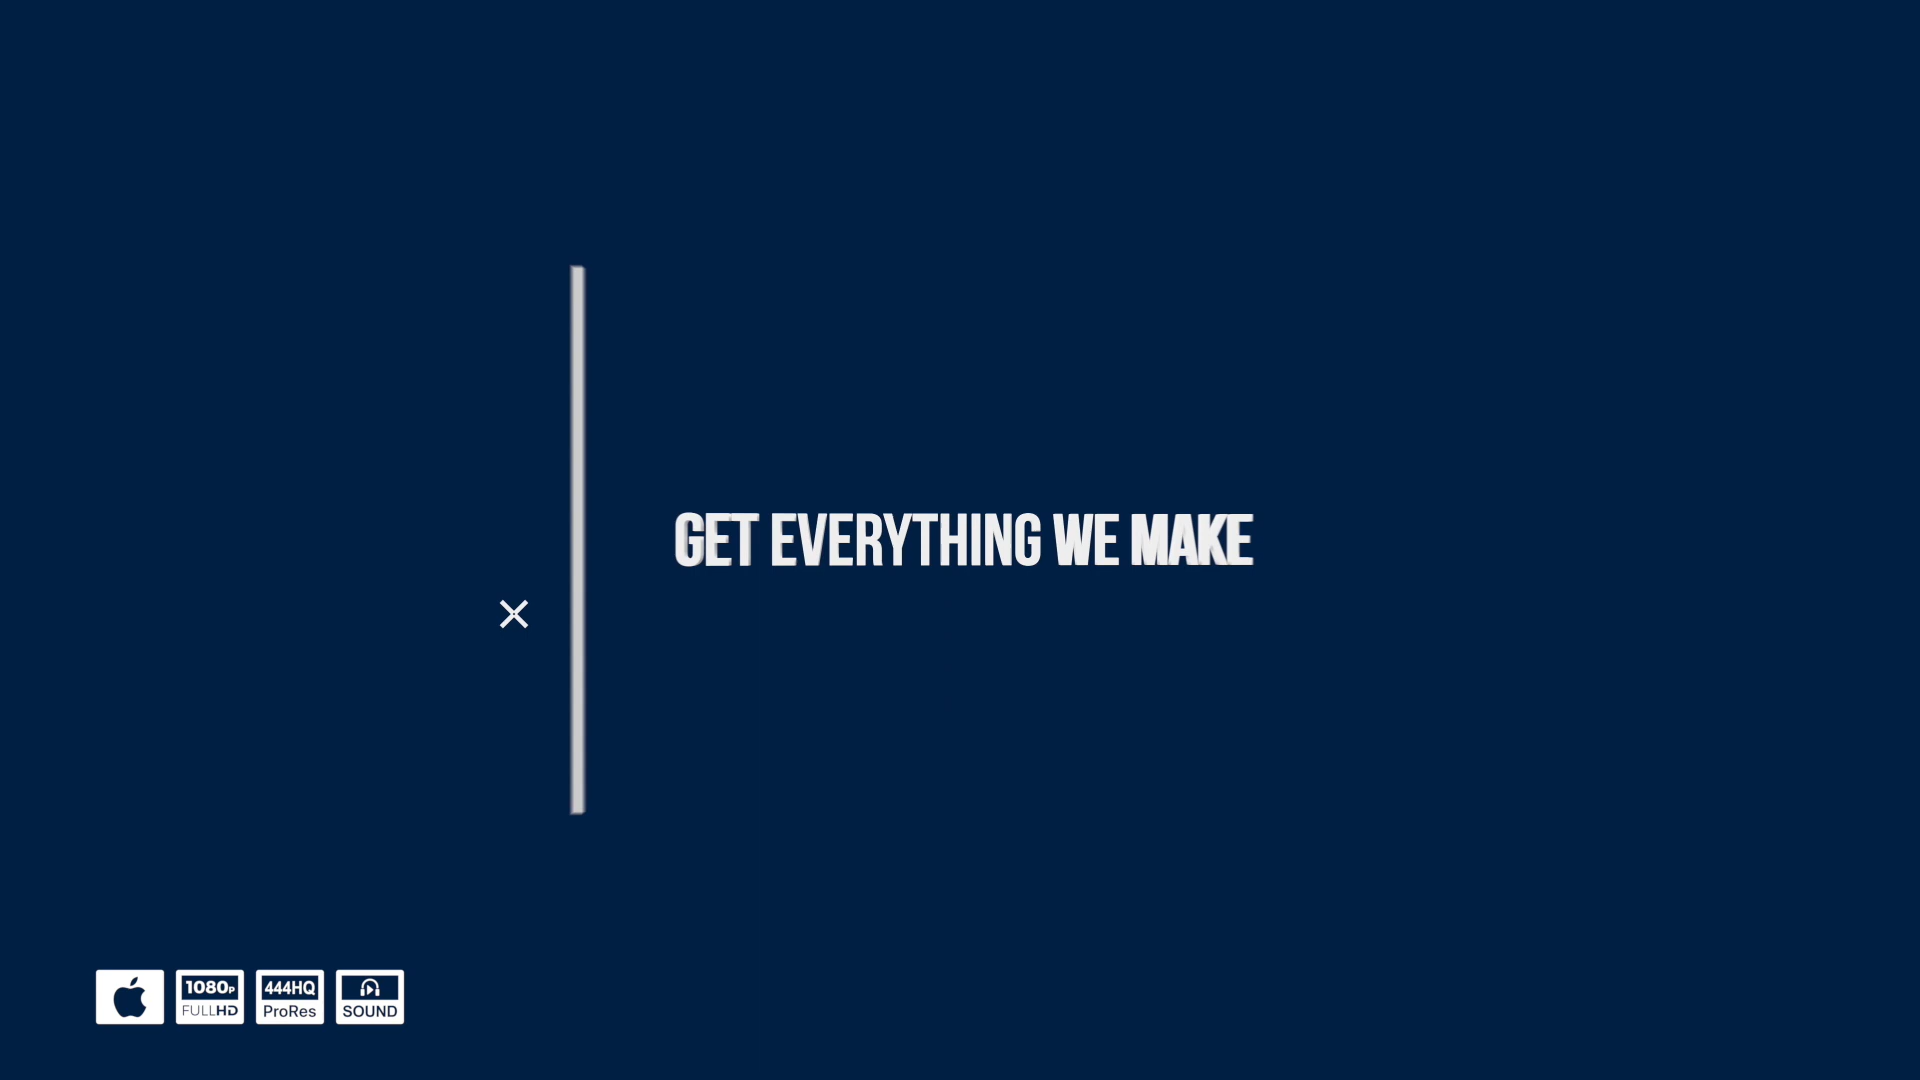 GET EVERYTHING WE MAKE
1080P
FULLHD
444HQ
ProRes
SOUND